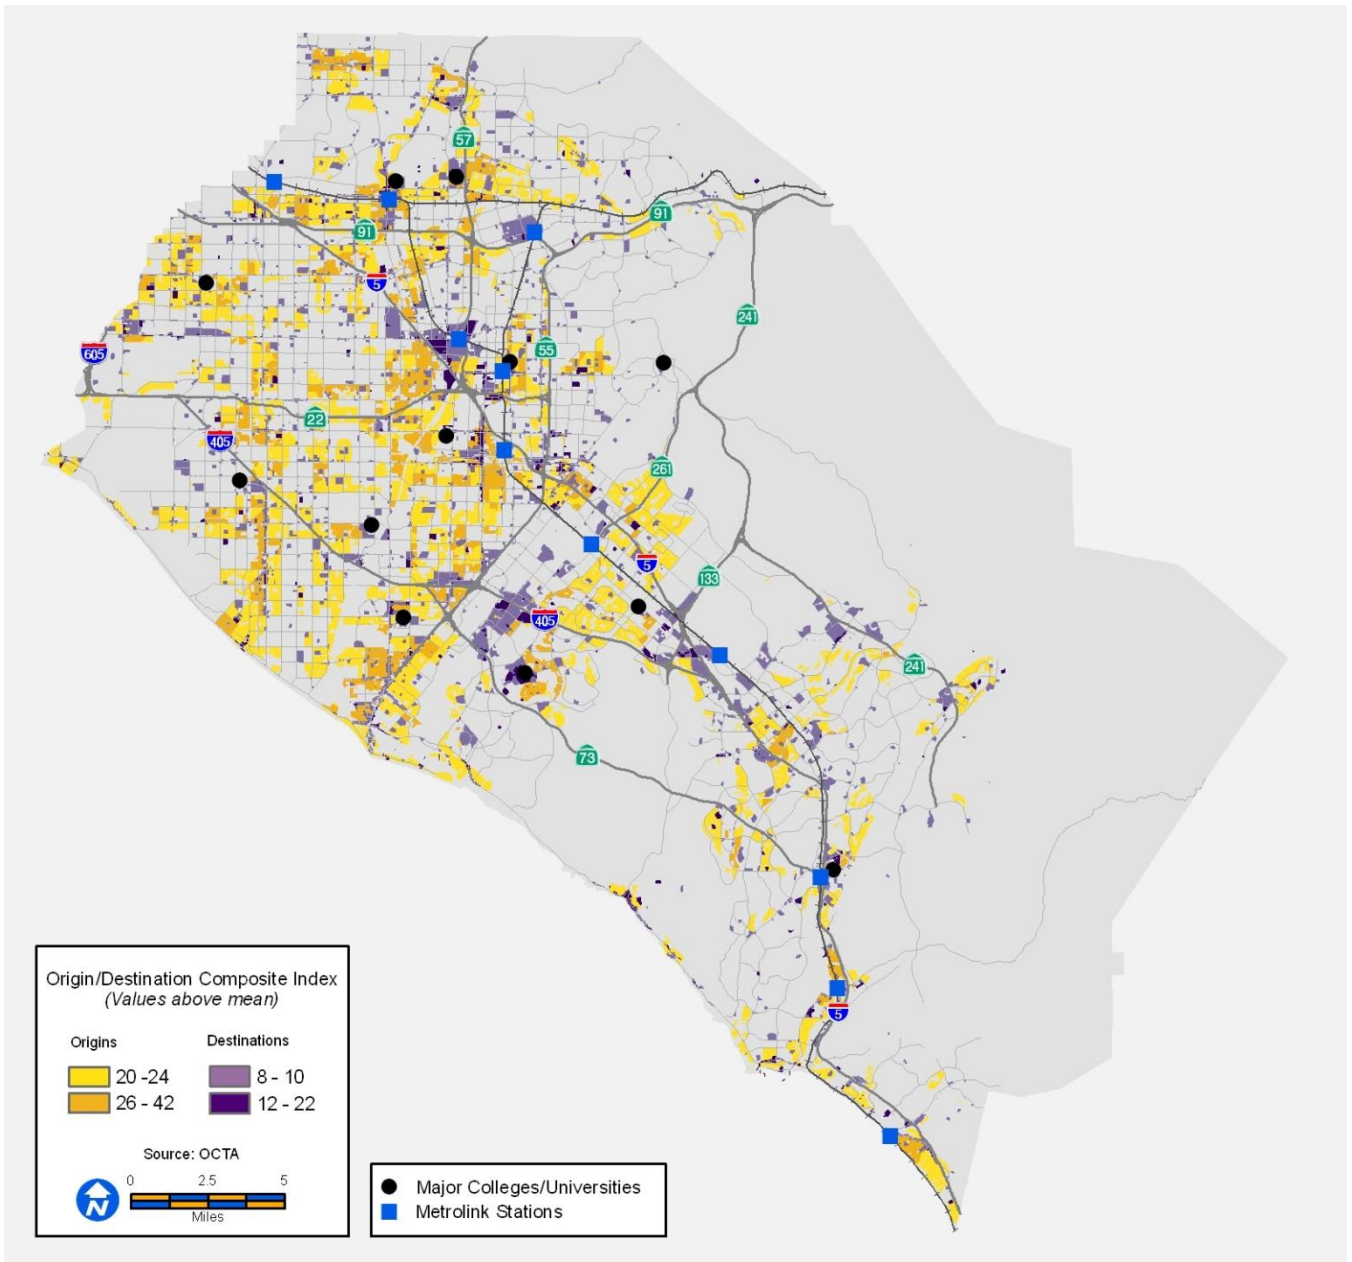 57
91
91
5
241
605
55
22
405
261
5
133
405
241
73
5
Origin/Destination Composite Index
(Values above mean)
Origins Destinations
20 -24 8 - 10
26 - 42 12 - 22
Source: OCTA
0 2.5 5
N
Miles
Major Colleges/Universities
Metrolink Stations